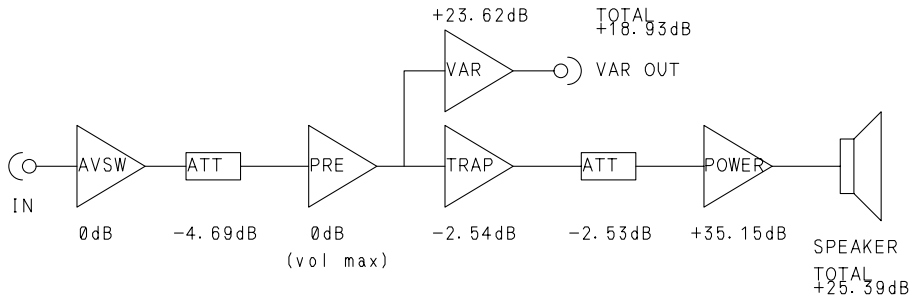 +23.62dB
TOTAL
+18.93dB
VAR
VAR OUT
AVSW
ATT
PRE
TRAP
ATT
POWER
IN
0dB
-4.69dB
0dB
-2.54dB
-2.53dB
+35.15dB
(vol max)
SPEAKER
TOTAL
+25.39dB